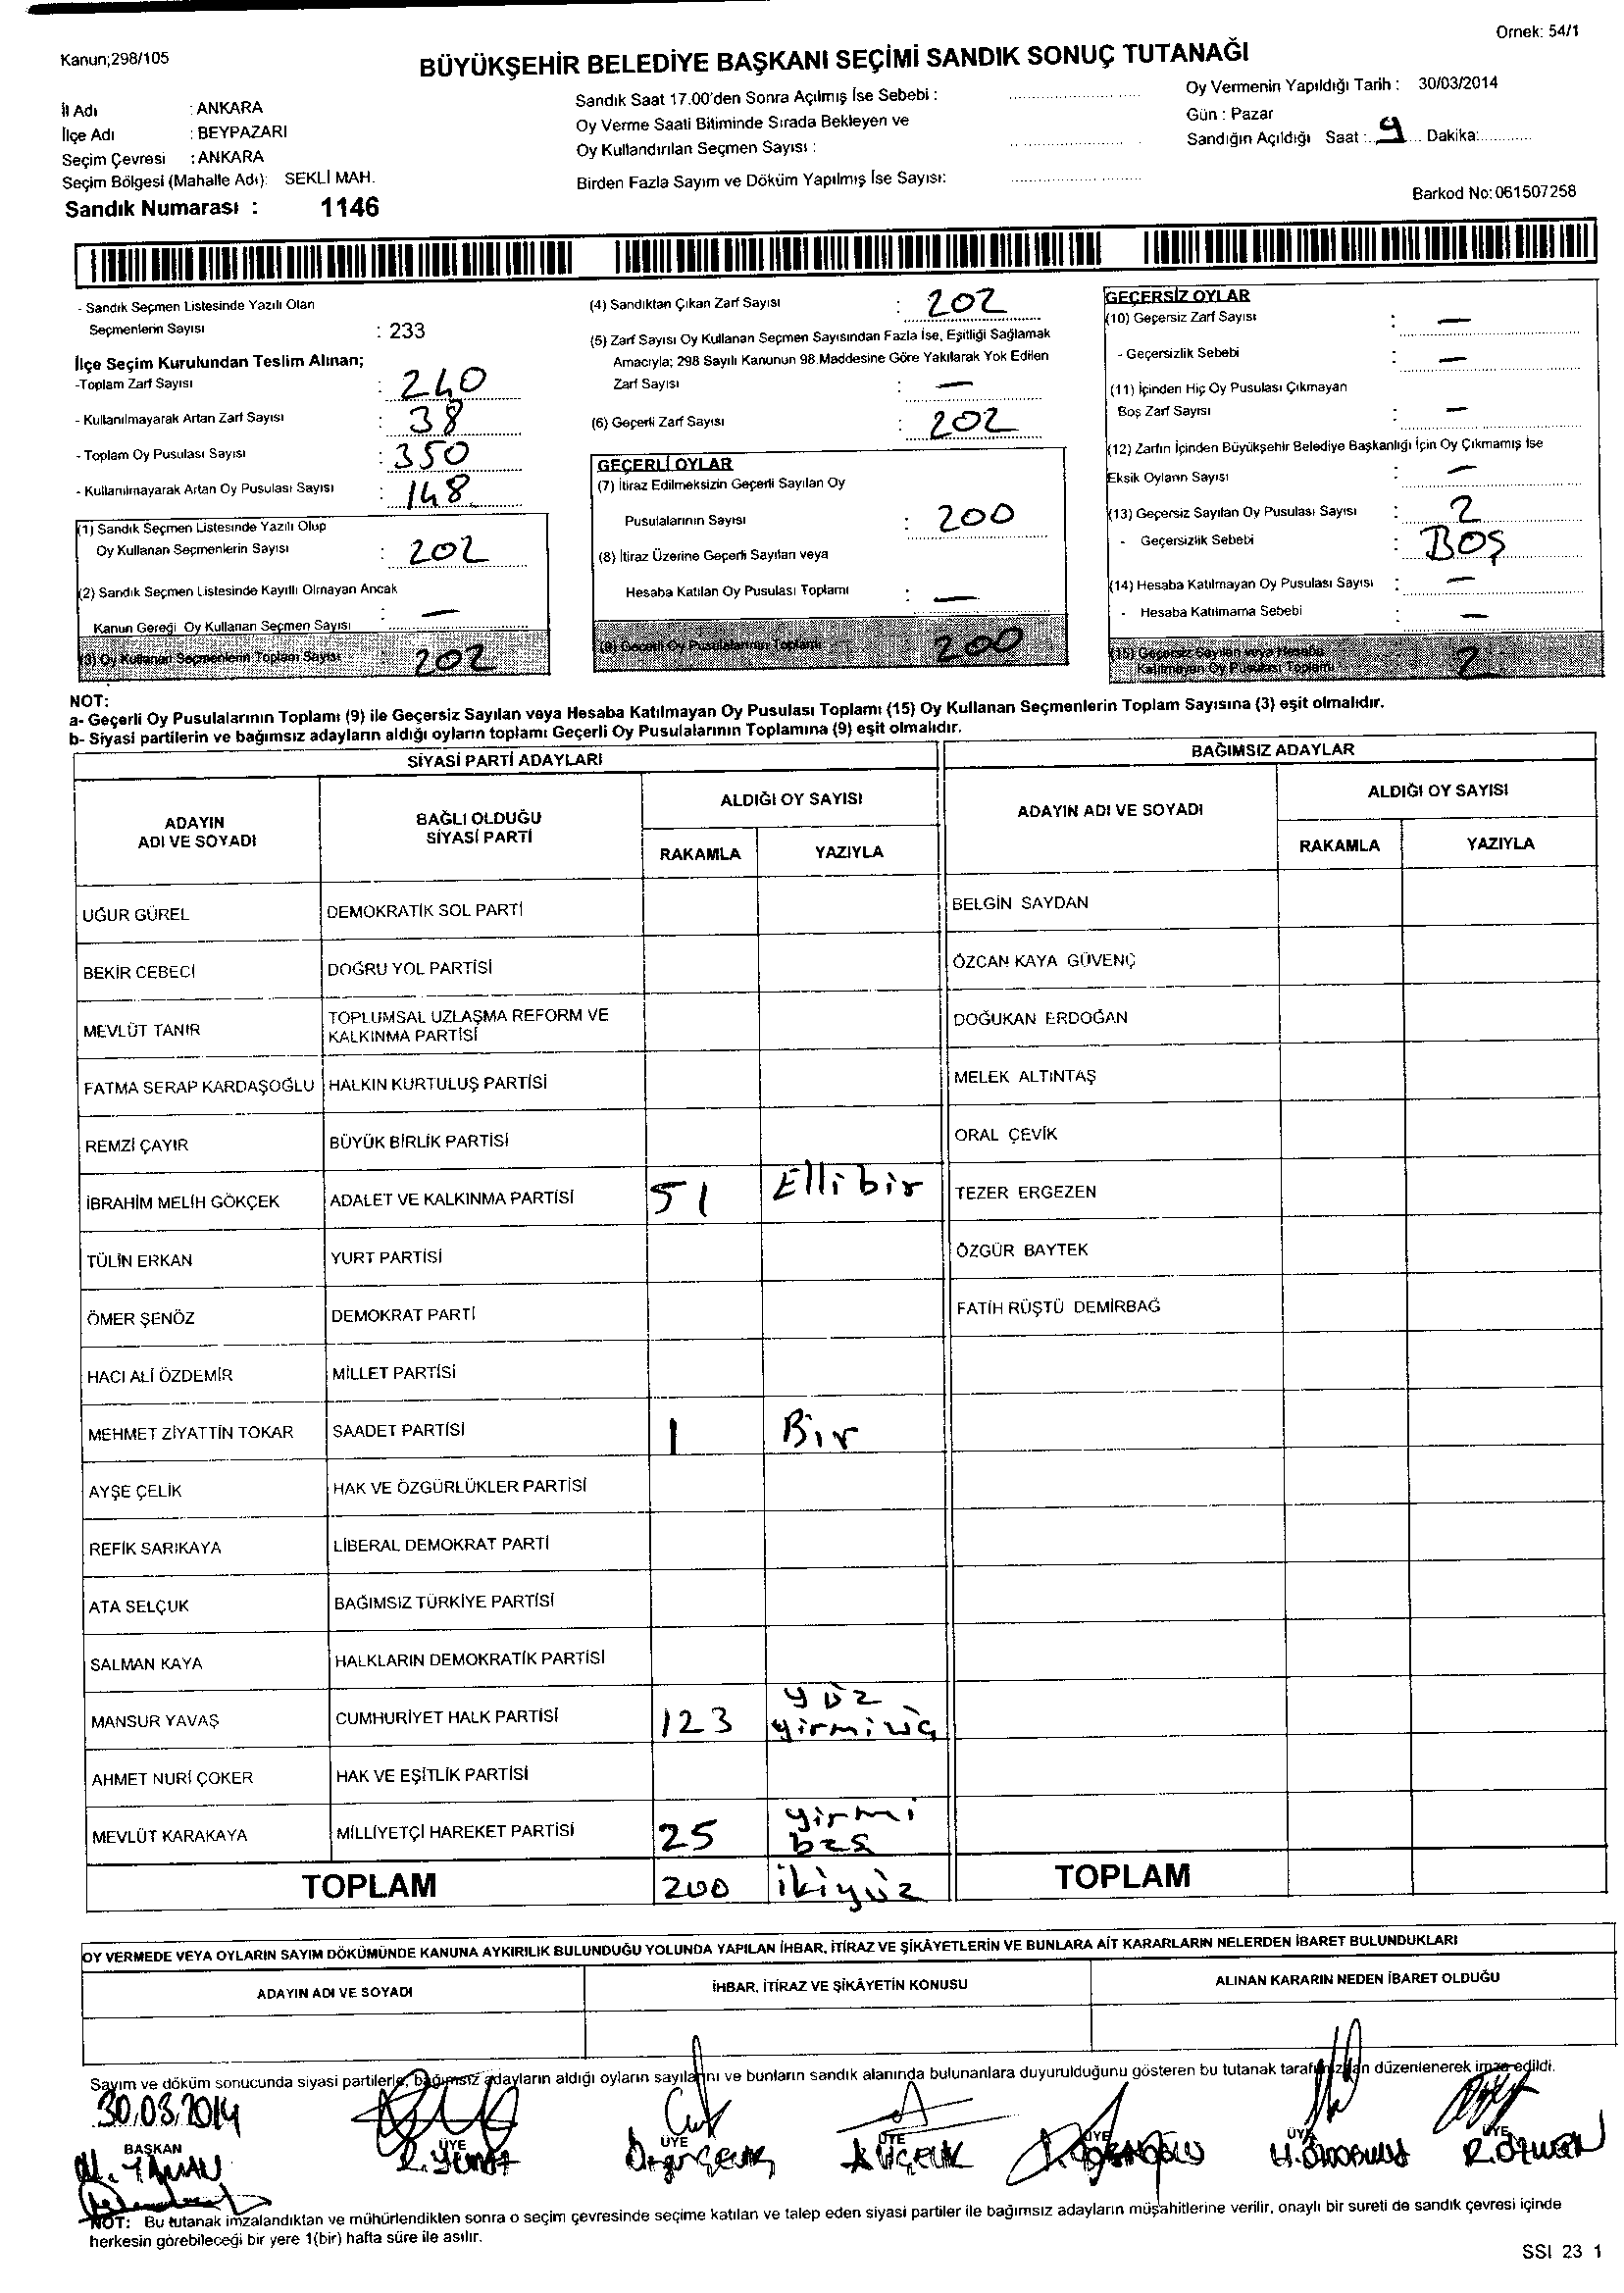 Ornek: 54/1
Kanun;298/105
BÜYÜKŞEHİR BELEDİYE BAŞKANI SEÇİMİ SANDIK SONUÇ TUTANAĞI
İl Adı : ANKARA
İlçe Adı : BEYPAZARI
Seçim Çevresi : ANKARA
Seçim Bölgesi (Mahalle Adı): SEKLİ MAH.
Sandık Numarası : 1146
Sandık Saat 17.00'den Sonra Açılmış İse Sebebi :
Oy Verme Saati Bitiminde Sırada Bekleyen ve
Oy Kullandırılan Seçmen Sayısı :
Birden Fazla Sayım ve Döküm Yapılmış İse Sayısı:
Oy Vermenin Yapıldığı Tarih : 30/03/2014
Gün : Pazar
Sandığın Açıldığı Saat : 9 Dakika:
Barkod No: 061507258
- Sandık Seçmen Listesinde Yazılı Olan
Seçmenlerin Sayısı : 233
İlçe Seçim Kurulundan Teslim Alınan;
-Toplam Zarf Sayısı : 240
- Kullanılmayarak Artan Zarf Sayısı : 38
- Toplam Oy Pusulası Sayısı : 350
- Kullanılmayarak Artan Oy Pusulası Sayısı : 148
(1) Sandık Seçmen Listesinde Yazılı Olup
Oy Kullanan Seçmenlerin Sayısı : 202
(2) Sandık Seçmen Listesinde Kayıtlı Olmayan Ancak
Kanun Gereği Oy Kullanan Seçmen Sayısı : —
(3) Oy Kullanan Seçmenlerin Toplam Sayısı : 202
(4) Sandıktan Çıkan Zarf Sayısı : 202
(5) Zarf Sayısı Oy Kullanan Seçmen Sayısından Fazla İse, Eşitliği Sağlamak
Amacıyla; 298 Sayılı Kanunun 98.Maddesine Göre Yakılarak Yok Edilen
Zarf Sayısı : —
(6) Geçerli Zarf Sayısı : 202
GEÇERLİ OYLAR
(7) İtiraz Edilmeksizin Geçerli Sayılan Oy
Pusulalarının Sayısı : 200
(8) İtiraz Üzerine Geçerli Sayılan veya
Hesaba Katılan Oy Pusulası Toplamı : —
(9) Geçerli Oy Pusulalarının Toplamı : 200
GEÇERSİZ OYLAR
(10) Geçersiz Zarf Sayısı : —
- Geçersizlik Sebebi : —
(11) İçinden Hiç Oy Pusulası Çıkmayan
Boş Zarf Sayısı : —
(12) Zarfın İçinden Büyükşehir Belediye Başkanlığı İçin Oy Çıkmamış İse
Eksik Oyların Sayısı : —
(13) Geçersiz Sayılan Oy Pusulası Sayısı : 2
- Geçersizlik Sebebi : BOŞ
(14) Hesaba Katılmayan Oy Pusulası Sayısı : —
- Hesaba Katılmama Sebebi : —
(15) Geçersiz Sayılan veya Hesaba
Katılmayan Oy Pusulası Toplamı : 2
NOT:
a- Geçerli Oy Pusulalarının Toplamı (9) ile Geçersiz Sayılan veya Hesaba Katılmayan Oy Pusulası Toplamı (15) Oy Kullanan Seçmenlerin Toplam Sayısına (3) eşit olmalıdır.
b- Siyasi partilerin ve bağımsız adayların aldığı oyların toplamı Geçerli Oy Pusulalarının Toplamına (9) eşit olmalıdır.
SİYASİ PARTİ ADAYLARI
ADAYIN
ADI VE SOYADI
BAĞLI OLDUĞU
SİYASİ PARTİ
ALDIĞI OY SAYISI
RAKAMLA YAZIYLA
UĞUR GÜREL DEMOKRATİK SOL PARTİ
BEKİR CEBECİ DOĞRU YOL PARTİSİ
MEVLÜT TANIR TOPLUMSAL UZLAŞMA REFORM VE
KALKINMA PARTİSİ
FATMA SERAP KARDAŞOĞLU HALKIN KURTULUŞ PARTİSİ
REMZİ ÇAYIR BÜYÜK BİRLİK PARTİSİ
İBRAHİM MELİH GÖKÇEK ADALET VE KALKINMA PARTİSİ 51 Ellibir
TÜLİN ERKAN YURT PARTİSİ
ÖMER ŞENÖZ DEMOKRAT PARTİ
HACI ALİ ÖZDEMİR MİLLET PARTİSİ
MEHMET ZİYATTİN TOKAR SAADET PARTİSİ 1 Bir
AYŞE ÇELİK HAK VE ÖZGÜRLÜKLER PARTİSİ
REFİK SARIKAYA LİBERAL DEMOKRAT PARTİ
ATA SELÇUK BAĞIMSIZ TÜRKİYE PARTİSİ
SALMAN KAYA HALKLARIN DEMOKRATİK PARTİSİ
MANSUR YAVAŞ CUMHURİYET HALK PARTİSİ 123 yüz
yirmiüç
AHMET NURİ ÇOKER HAK VE EŞİTLİK PARTİSİ
MEVLÜT KARAKAYA MİLLİYETÇİ HAREKET PARTİSİ 25 yirmi
beş
TOPLAM 200 ikiyüz
BAĞIMSIZ ADAYLAR
ADAYIN ADI VE SOYADI
ALDIĞI OY SAYISI
RAKAMLA YAZIYLA
BELGİN SAYDAN
ÖZCAN KAYA GÜVENÇ
DOĞUKAN ERDOĞAN
MELEK ALTINTAŞ
ORAL ÇEVİK
TEZER ERGEZEN
ÖZGÜR BAYTEK
FATİH RÜŞTÜ DEMİRBAĞ
TOPLAM
OY VERMEDE VEYA OYLARIN SAYIM DÖKÜMÜNDE KANUNA AYKIRILIK BULUNDUĞU YOLUNDA YAPILAN İHBAR, İTİRAZ VE ŞİKÂYETLERİN VE BUNLARA AİT KARARLARIN NELERDEN İBARET BULUNDUKLARI
ADAYIN ADI VE SOYADI İHBAR, İTİRAZ VE ŞİKÂYETİN KONUSU ALINAN KARARIN NEDEN İBARET OLDUĞU
Sayım ve döküm sonucunda siyasi partilerle, bağımsız adayların aldığı oyların sayılarını ve bunların sandık alanında bulunanlara duyurulduğunu gösteren bu tutanak tarafımızdan düzenlenerek imza edildi.
30.03.2014
BAŞKAN ÜYE ÜYE ÜYE ÜYE ÜYE ÜYE
NOT: Bu tutanak imzalandıktan ve mühürlendikten sonra o seçim çevresinde seçime katılan ve talep eden siyasi partiler ile bağımsız adayların müşahitlerine verilir, onaylı bir sureti de sandık çevresi içinde
herkesin görebileceği bir yere 1(bir) hafta süre ile asılır.
SSI 23 1